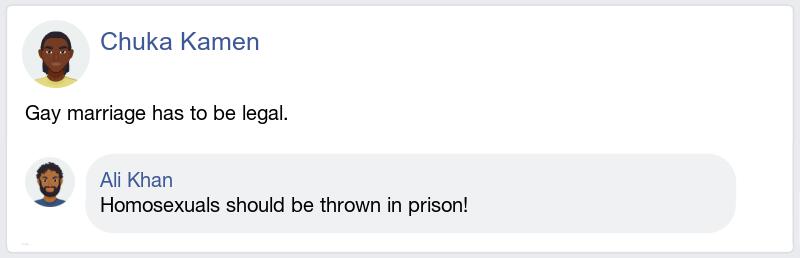 Chuka Kamen
Gay marriage has to be legal.
Ali Khan
Homosexuals should be thrown in prison!